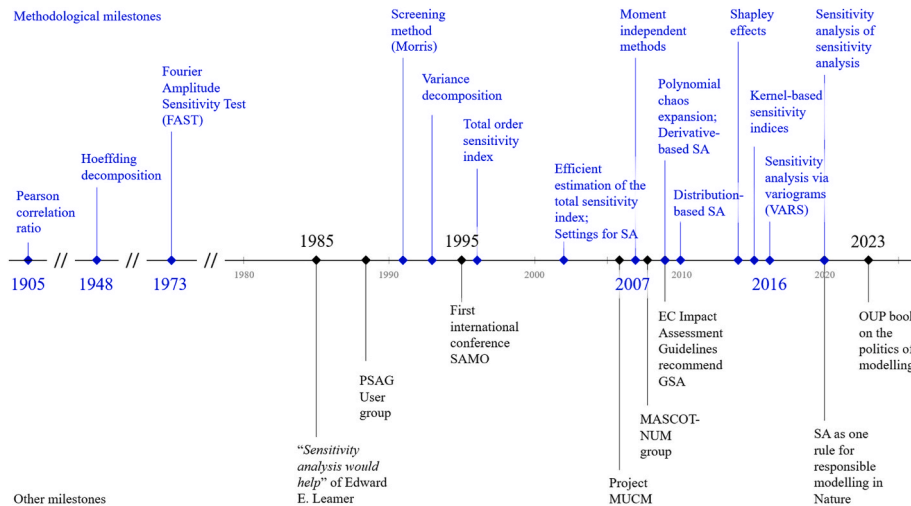 Methodological milestones
Pearson
correlation
ratio
Hoeffding
decomposition
Fourier
Amplitude
Sensitivity Test
(FAST)
Screening
method
(Morris)
Variance
decomposition
Total order
sensitivity
index
Efficient
estimation of the
total sensitivity
index;
Settings for SA
Moment
independent
methods
Polynomial
chaos
expansion;
Derivative-
based SA
Distribution-
based SA
Shapley
effects
Kernel-based
sensitivity
indices
Sensitivity
analysis via
variograms
(VARS)
Sensitivity
analysis of
sensitivity
analysis
1985
1995
2023
// // //
1980 1990 2000 2010 2020
1905 1948 1973 2007 2016
"Sensitivity
analysis would
help" of Edward
E. Leamer
PSAG
User
group
First
international
conference
SAMO
Project
MUCM
MASCOT-
NUM
group
EC Impact
Assessment
Guidelines
recommend
GSA
SA as one
rule for
responsible
modelling in
Nature
OUP book
on the
politics of
modelling
Other milestones